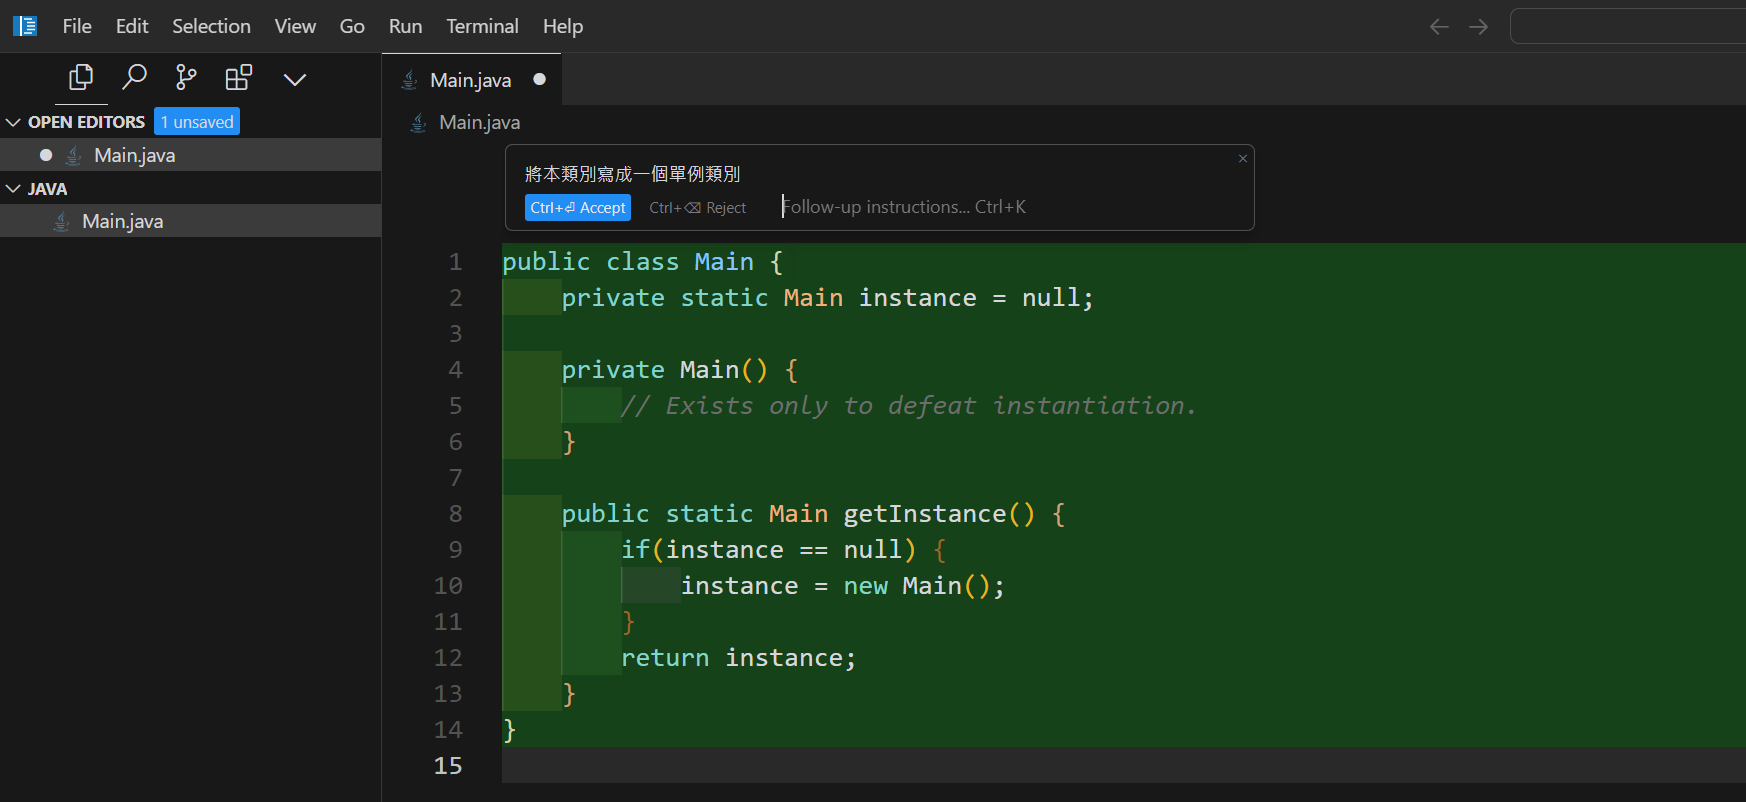 File Edit Selection View Go Run Terminal Help
OPEN EDITORS 1 unsaved
Main.java
JAVA
Main.java
Main.java
Main.java
將本類別寫成一個單例類別
Ctrl+⏎ Accept Ctrl+⌫ Reject Follow-up instructions... Ctrl+K
1 public class Main {
2 private static Main instance = null;
3
4 private Main() {
5 // Exists only to defeat instantiation.
6 }
7
8 public static Main getInstance() {
9 if(instance == null) {
10 instance = new Main();
11 }
12 return instance;
13 }
14 }
15